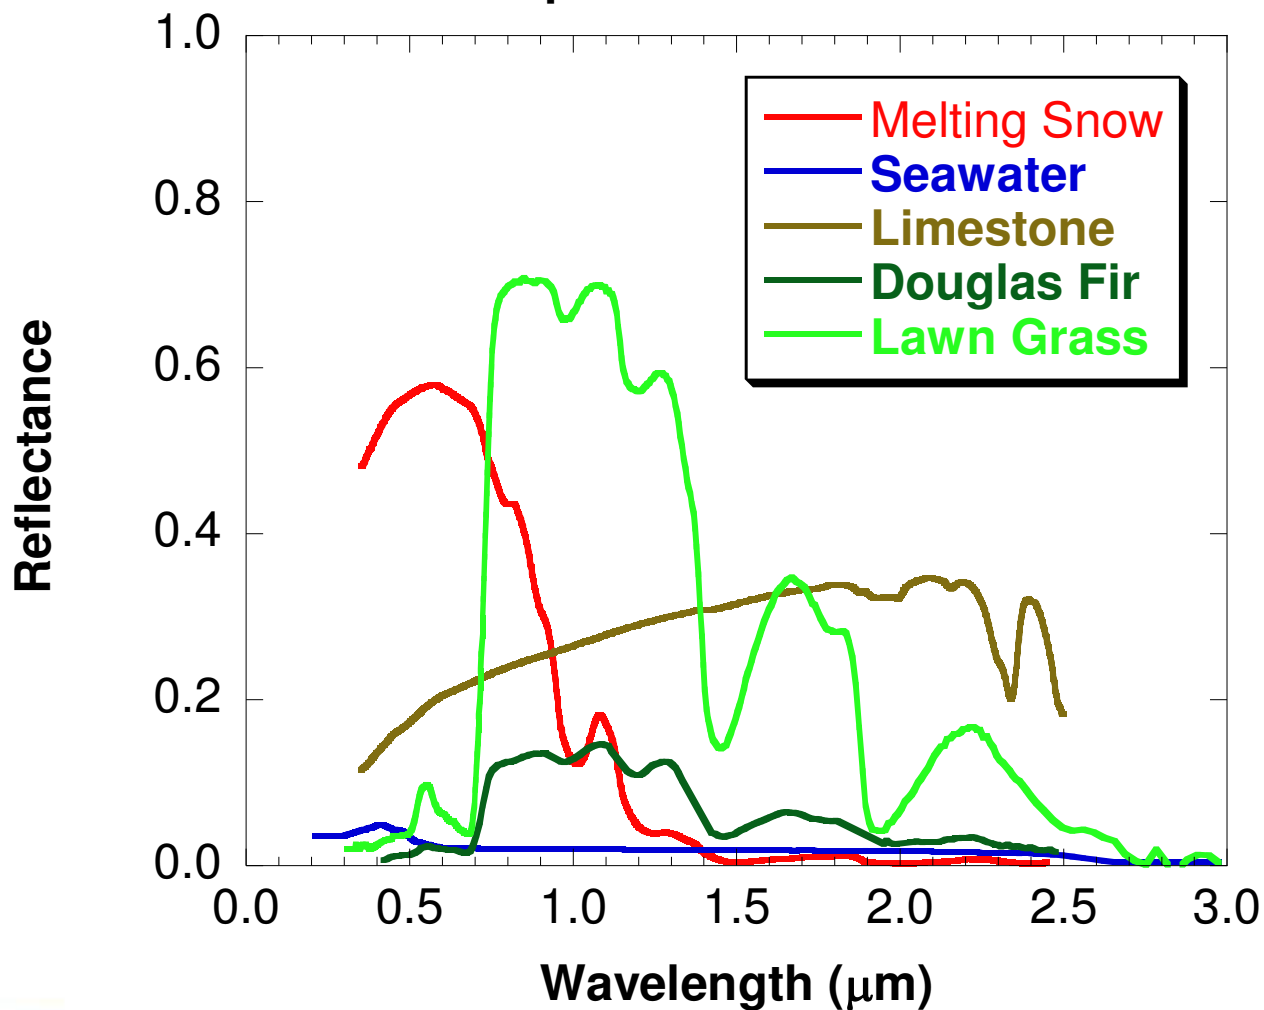 1.0
0.8
0.6
0.4
0.2
0.0
Reflectance
Melting Snow
Seawater
Limestone
Douglas Fir
Lawn Grass
0.0 0.5 1.0 1.5 2.0 2.5 3.0
Wavelength (μm)